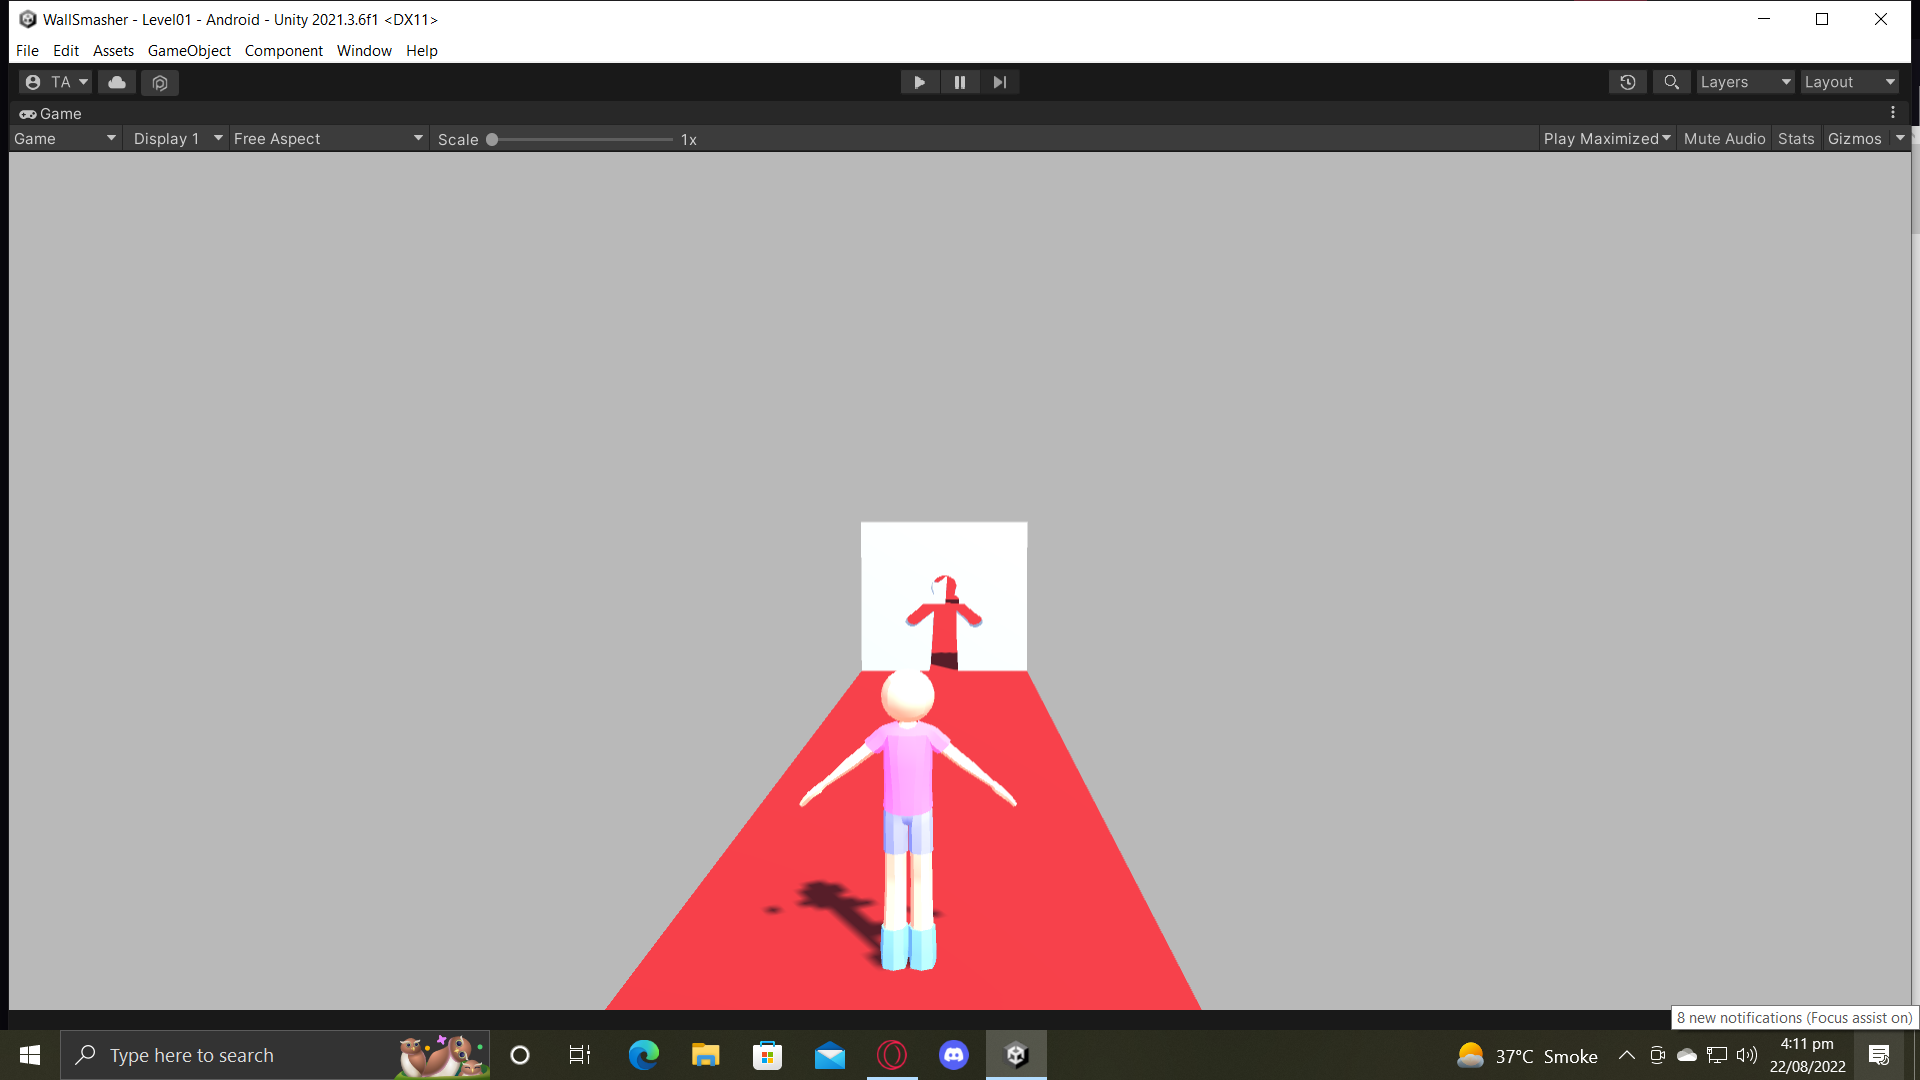 WallSmasher - Level01 - Android - Unity 2021.3.6f1 <DX11>
File Edit Assets GameObject Component Window Help
TA Layers Layout
Game
Game Display 1 Free Aspect Scale 1x Play Maximized Mute Audio Stats Gizmos
8 new notifications (Focus assist on)
Type here to search 37°C Smoke 4:11 pm
22/08/2022